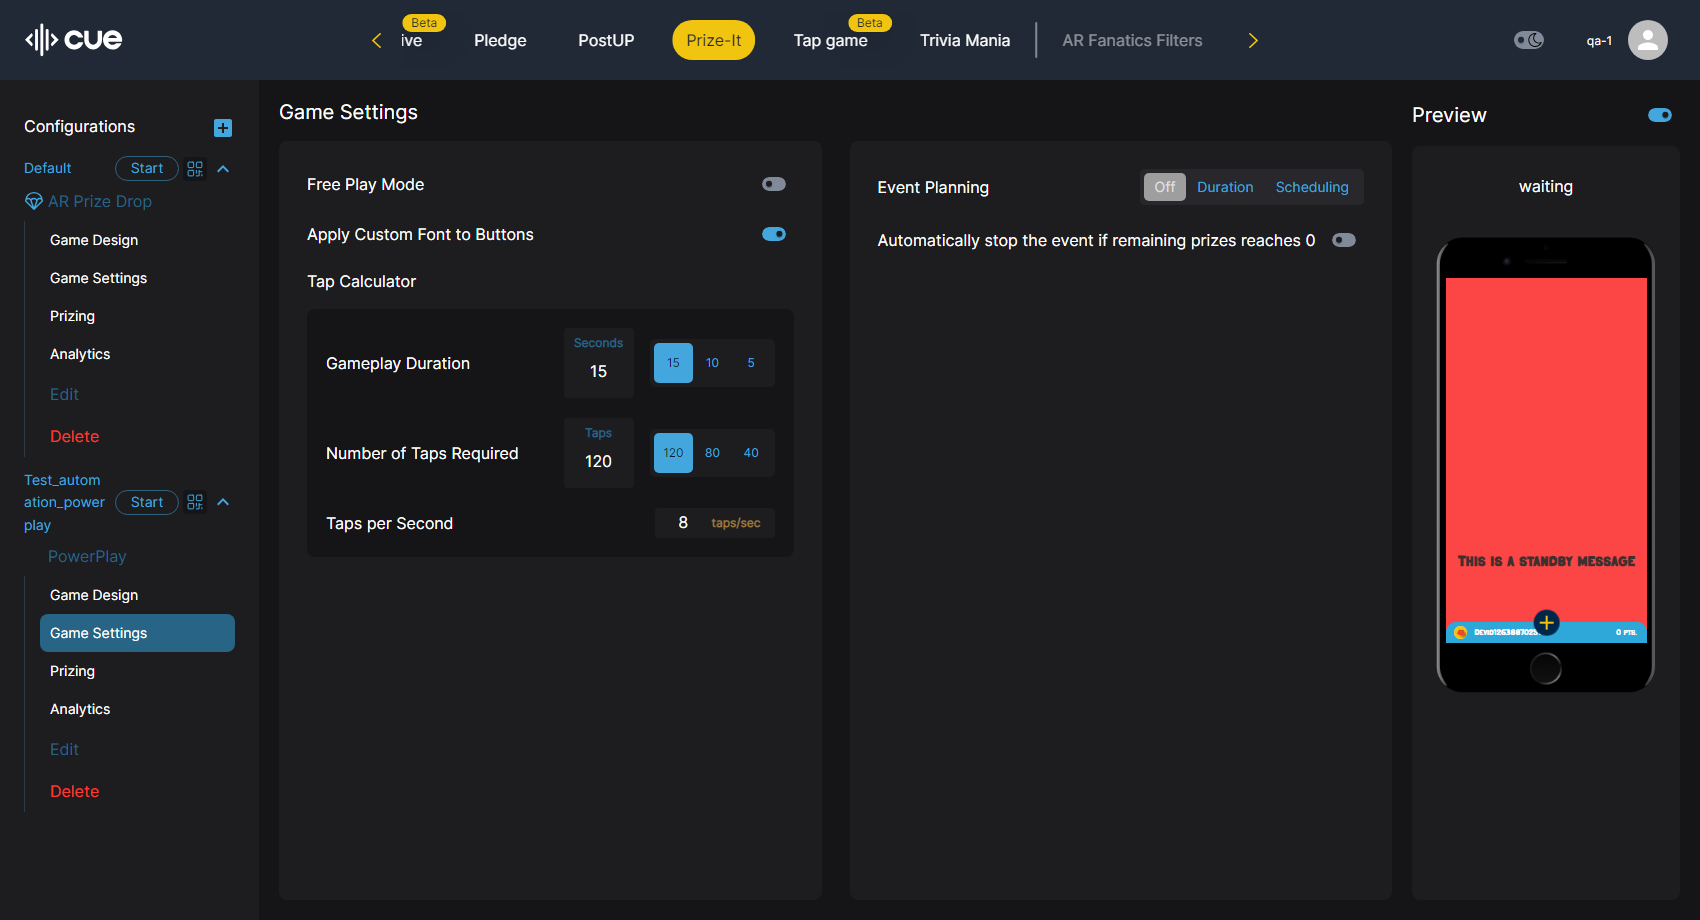 cue
Beta
ive
Pledge
PostUP
Prize-It
Beta
Tap game
Trivia Mania
AR Fanatics Filters
qa-1
Configurations
Default
Start
AR Prize Drop
Game Design
Game Settings
Prizing
Analytics
Edit
Delete
Test_autom
ation_power
play
Start
PowerPlay
Game Design
Game Settings
Prizing
Analytics
Edit
Delete
Game Settings
Free Play Mode
Apply Custom Font to Buttons
Tap Calculator
Gameplay Duration
Seconds
15
15 10 5
Number of Taps Required
Taps
120
120 80 40
Taps per Second
8 taps/sec
Event Planning
Off Duration Scheduling
Automatically stop the event if remaining prizes reaches 0
Preview
waiting
This is a standby message
0 pts.